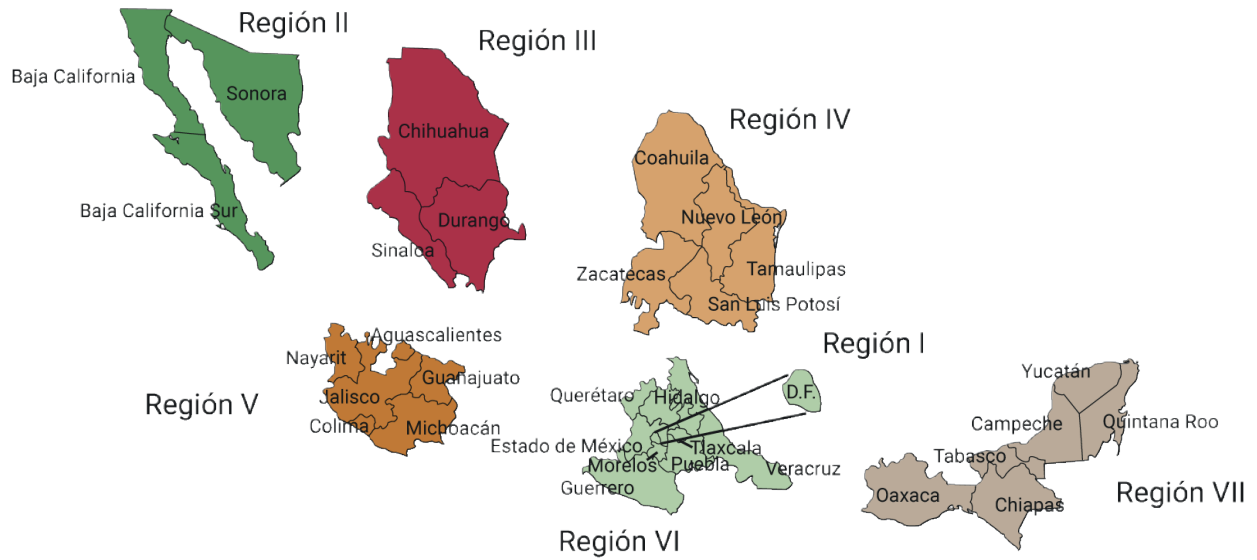 Región II
Baja California
Sonora
Baja California Sur
Región III
Chihuahua
Durango
Sinaloa
Región IV
Coahuila
Nuevo León
Zacatecas
Tamaulipas
San Luis Potosí
Región V
Aguascalientes
Nayarit
Guanajuato
Jalisco
Colima
Michoacán
Región I
D.F.
Querétaro
Hidalgo
Estado de México
Tlaxcala
Morelos
Puebla
Veracruz
Guerrero
Región VI
Yucatán
Campeche
Quintana Roo
Tabasco
Oaxaca
Chiapas
Región VII